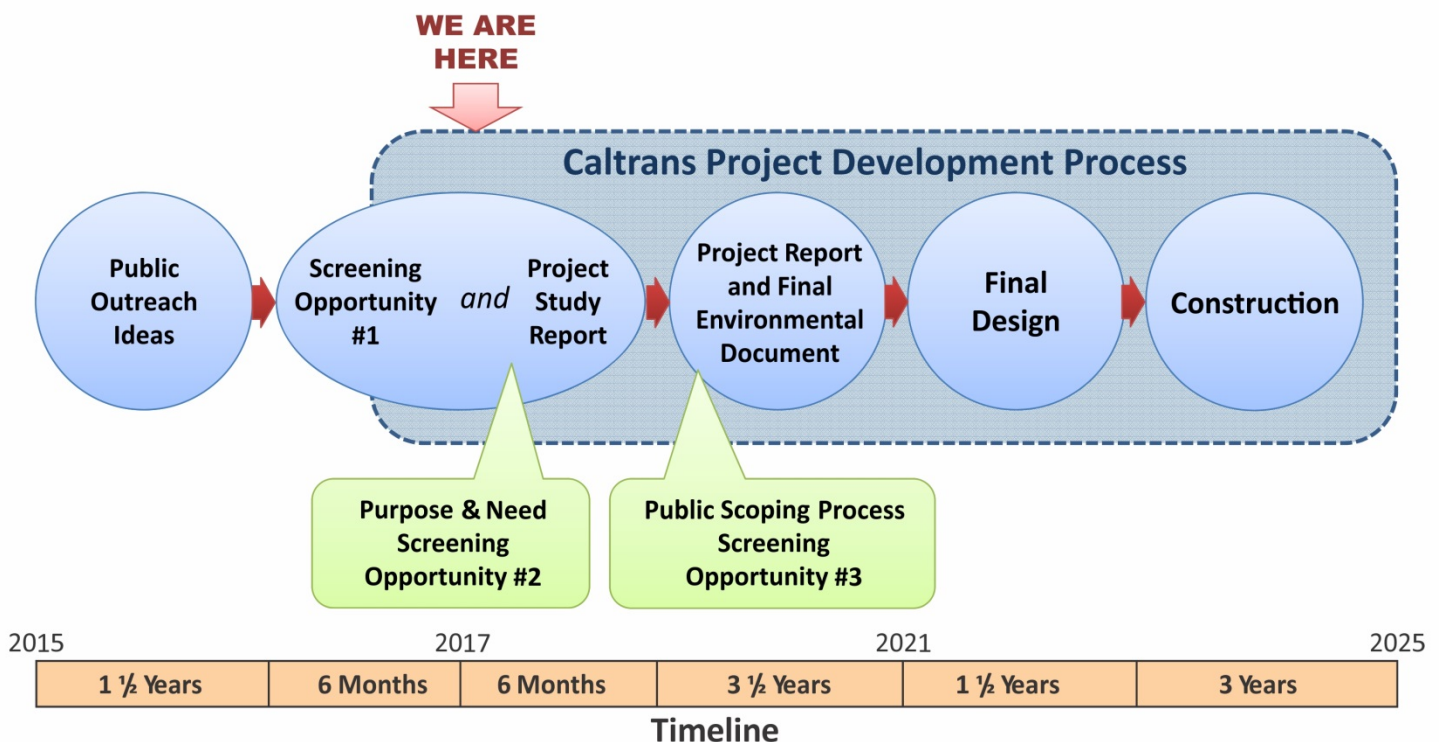 WE ARE
HERE
Caltrans Project Development Process
Public
Outreach
Ideas
Screening
Opportunity
#1
and
Project
Study
Report
Project Report
and Final
Environmental
Document
Final
Design
Construction
Purpose & Need
Screening
Opportunity #2
Public Scoping Process
Screening
Opportunity #3
2015
2017
2021
2025
1 ½ Years
6 Months
6 Months
3 ½ Years
1 ½ Years
3 Years
Timeline